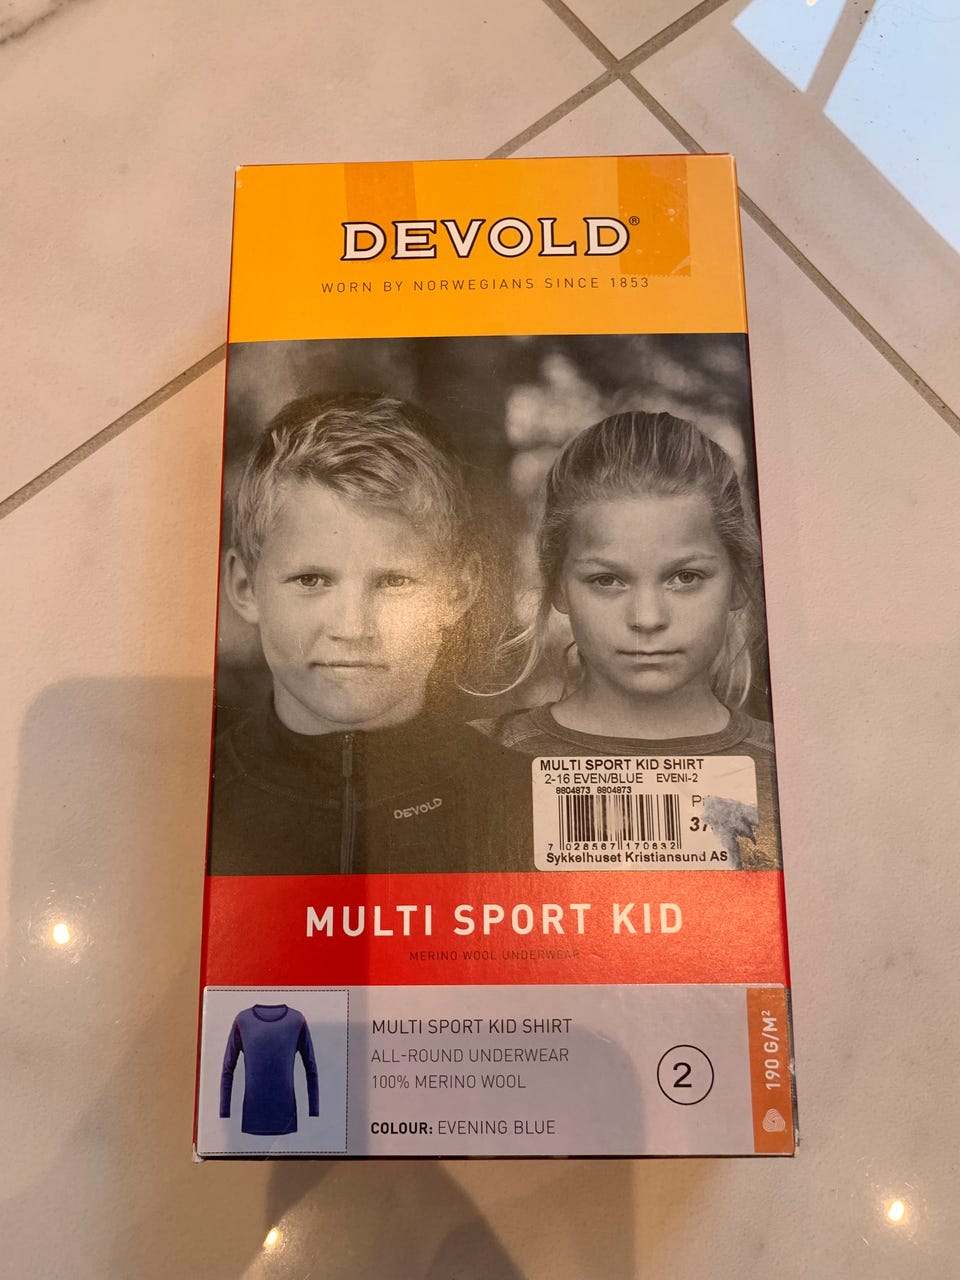 DEVOLD®
WORN BY NORWEGIANS SINCE 1853
DEVOLD
MULTI SPORT KID SHIRT
2-16 EVEN/BLUE EVENI-2
8804873 8804873
7 028567 170632
Sykkelhuset Kristiansund AS
MULTI SPORT KID
MERINO WOOL UNDERWEAR
MULTI SPORT KID SHIRT
ALL-ROUND UNDERWEAR
100% MERINO WOOL
COLOUR: EVENING BLUE
2
190 G/M²